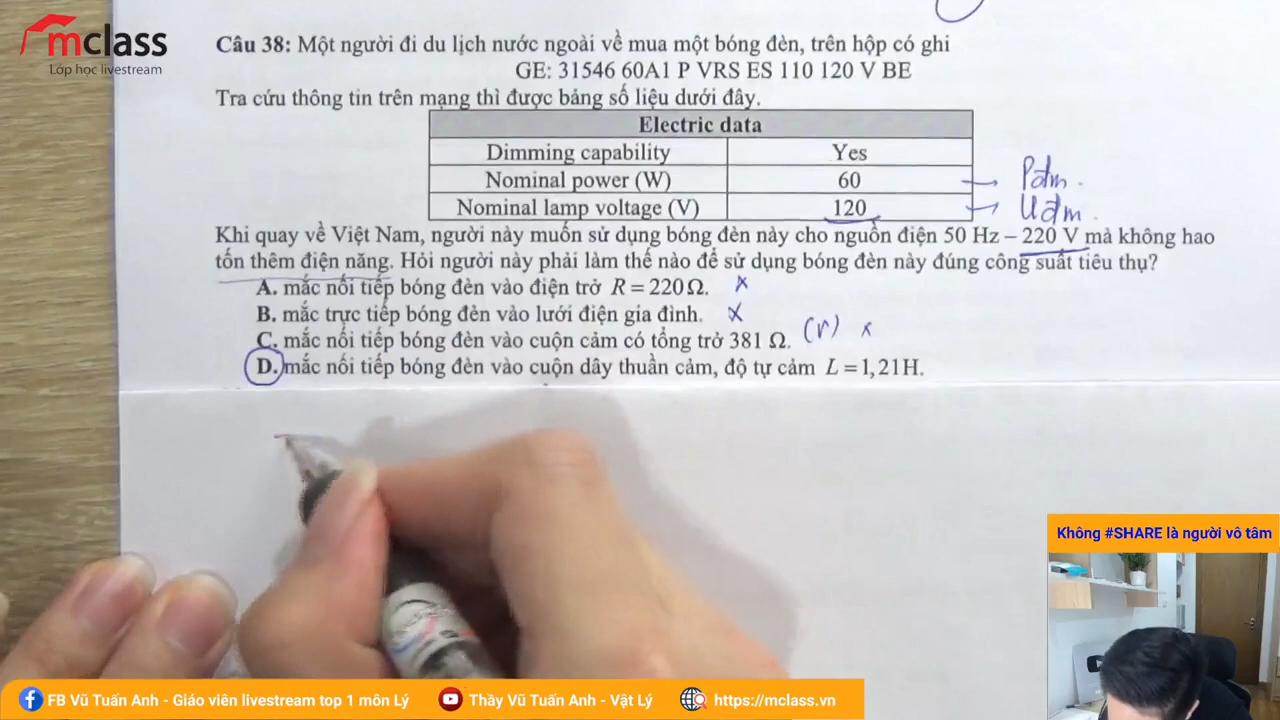 mclass
Lớp học livestream
Câu 38: Một người đi du lịch nước ngoài về mua một bóng đèn, trên hộp có ghi
GE: 31546 60A1 P VRS ES 110 120 V BE
Tra cứu thông tin trên mạng thì được bảng số liệu dưới đây.
Electric data
Dimming capability Yes
Nominal power (W) 60 → Pđm.
Nominal lamp voltage (V) 120 → Uđm.
Khi quay về Việt Nam, người này muốn sử dụng bóng đèn này cho nguồn điện 50 Hz – 220 V mà không hao
tốn thêm điện năng. Hỏi người này phải làm thế nào để sử dụng bóng đèn này đúng công suất tiêu thụ?
A. mắc nối tiếp bóng đèn vào điện trở R = 220Ω. x
B. mắc trực tiếp bóng đèn vào lưới điện gia đình. x
C. mắc nối tiếp bóng đèn vào cuộn cảm có tổng trở 381 Ω. (r) x
D. mắc nối tiếp bóng đèn vào cuộn dây thuần cảm, độ tự cảm L = 1,21H.
Không #SHARE là người vô tâm
FB Vũ Tuấn Anh - Giáo viên livestream top 1 môn Lý
Thầy Vũ Tuấn Anh - Vật Lý
https://mclass.vn